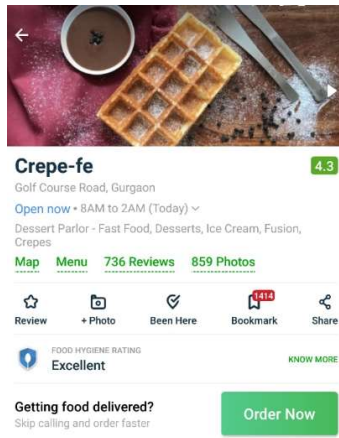 Crepe-fe
4.3
Golf Course Road, Gurgaon
Open now • 8AM to 2AM (Today)
Dessert Parlor - Fast Food, Desserts, Ice Cream, Fusion,
Crepes
Map Menu 736 Reviews 859 Photos
1414
Review + Photo Been Here Bookmark Share
FOOD HYGIENE RATING
Excellent
KNOW MORE
Getting food delivered?
Skip calling and order faster
Order Now